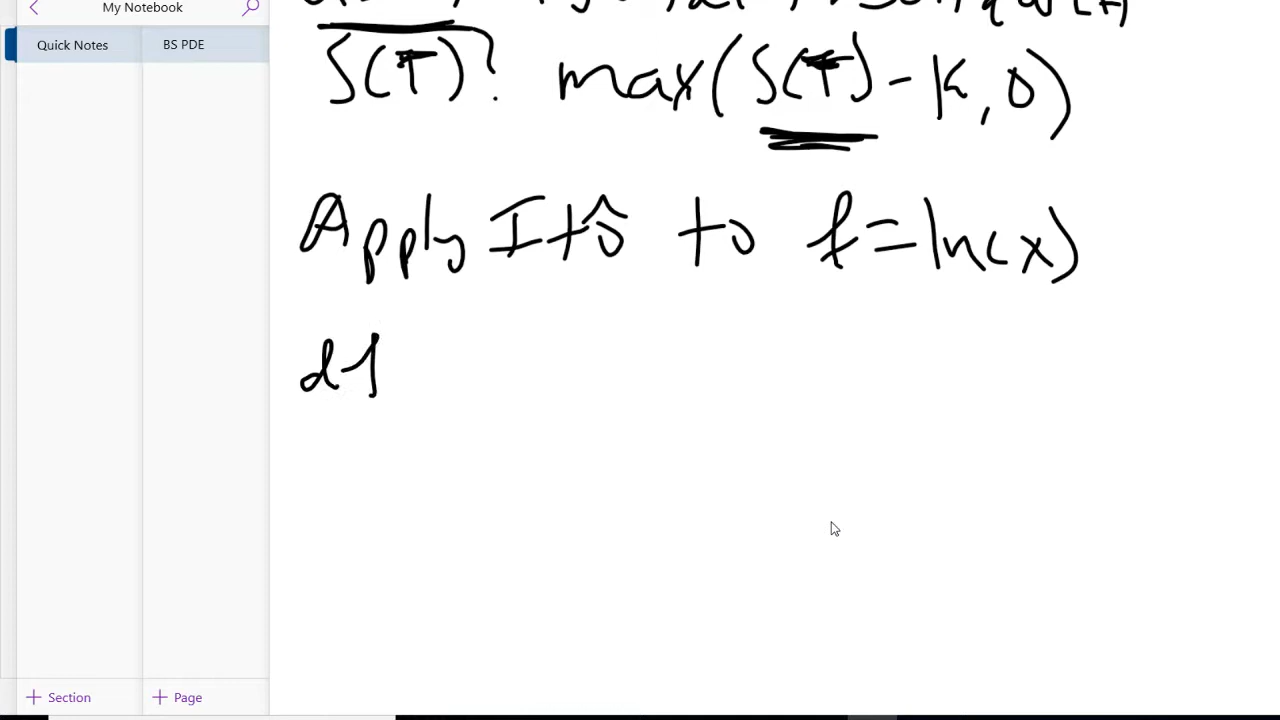 My Notebook
Quick Notes
BS PDE
S(T)? max(S(T) - K, 0)
Apply Itô to f = ln(x)
df
+ Section
+ Page